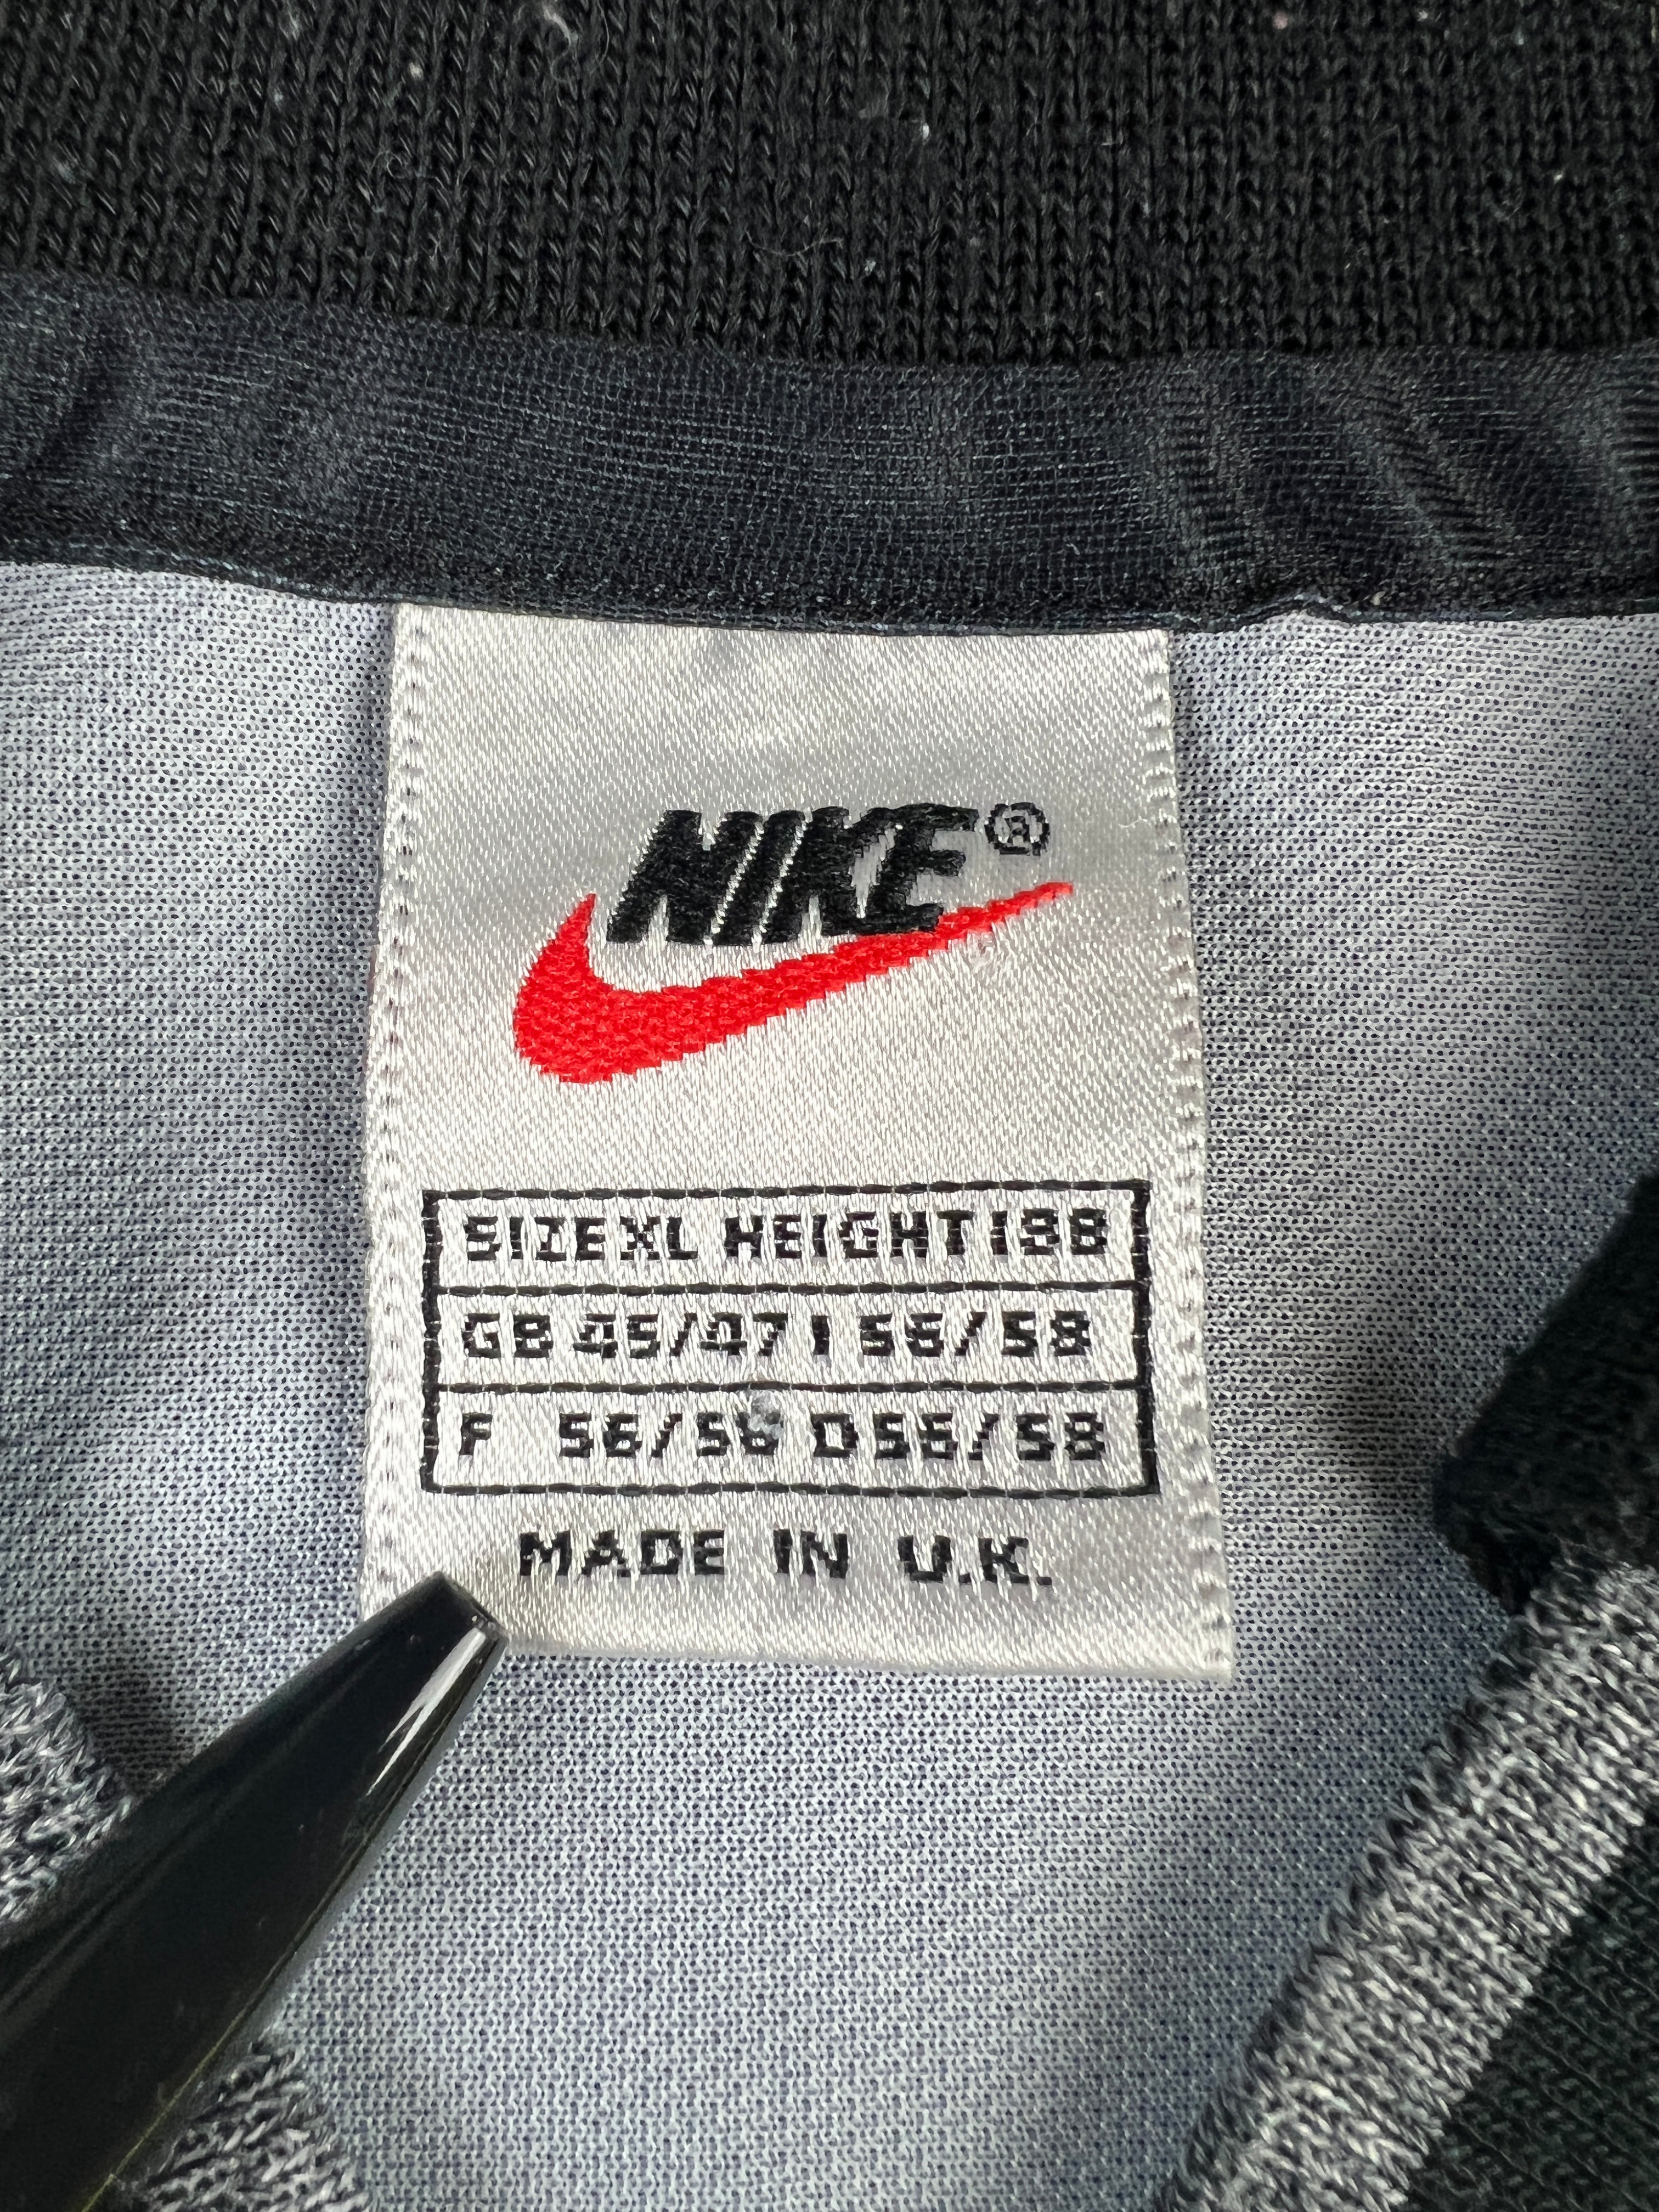 NIKE®
SIZE XL HEIGHT 188
GB 45/47 I 56/58
F 56/58 D 56/58
MADE IN U.K.